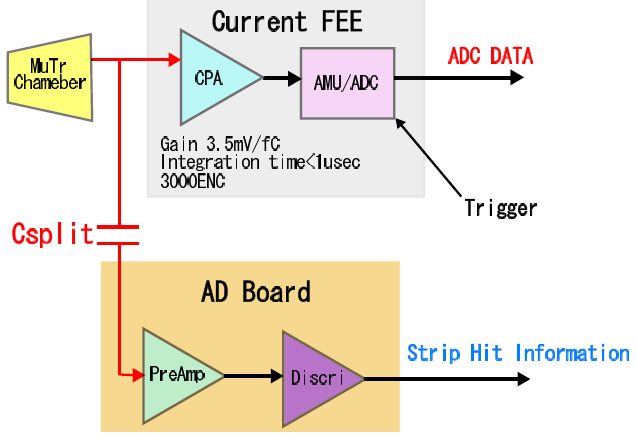 Current FEE
MuTr
Chameber
CPA
AMU/ADC
ADC DATA
Gain 3.5mV/fC
Integration time<1usec
3000ENC
Trigger
Csplit
AD Board
PreAmp
Discri
Strip Hit Information